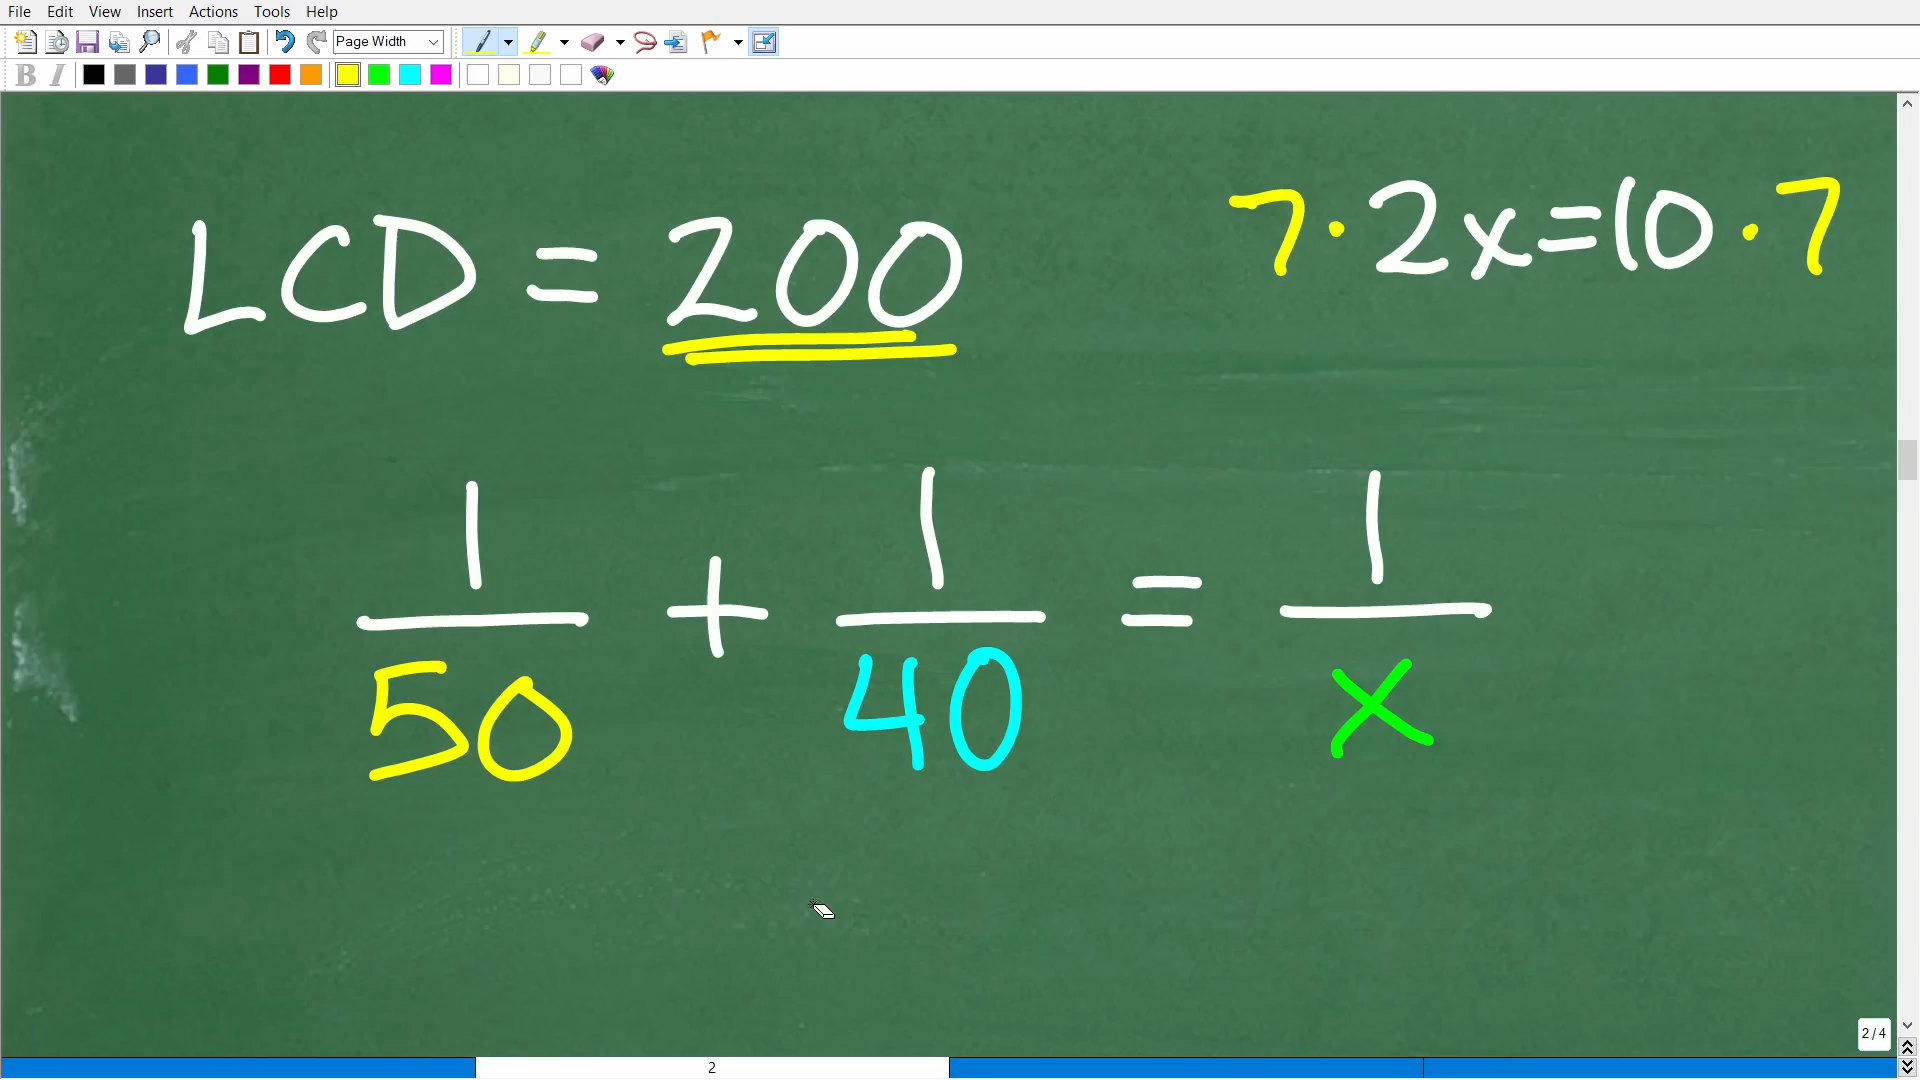 File Edit View Insert Actions Tools Help
Page Width
B I
LCD = 200
7 · 2x = 10 · 7
1/50 + 1/40 = 1/x
2 / 4
2